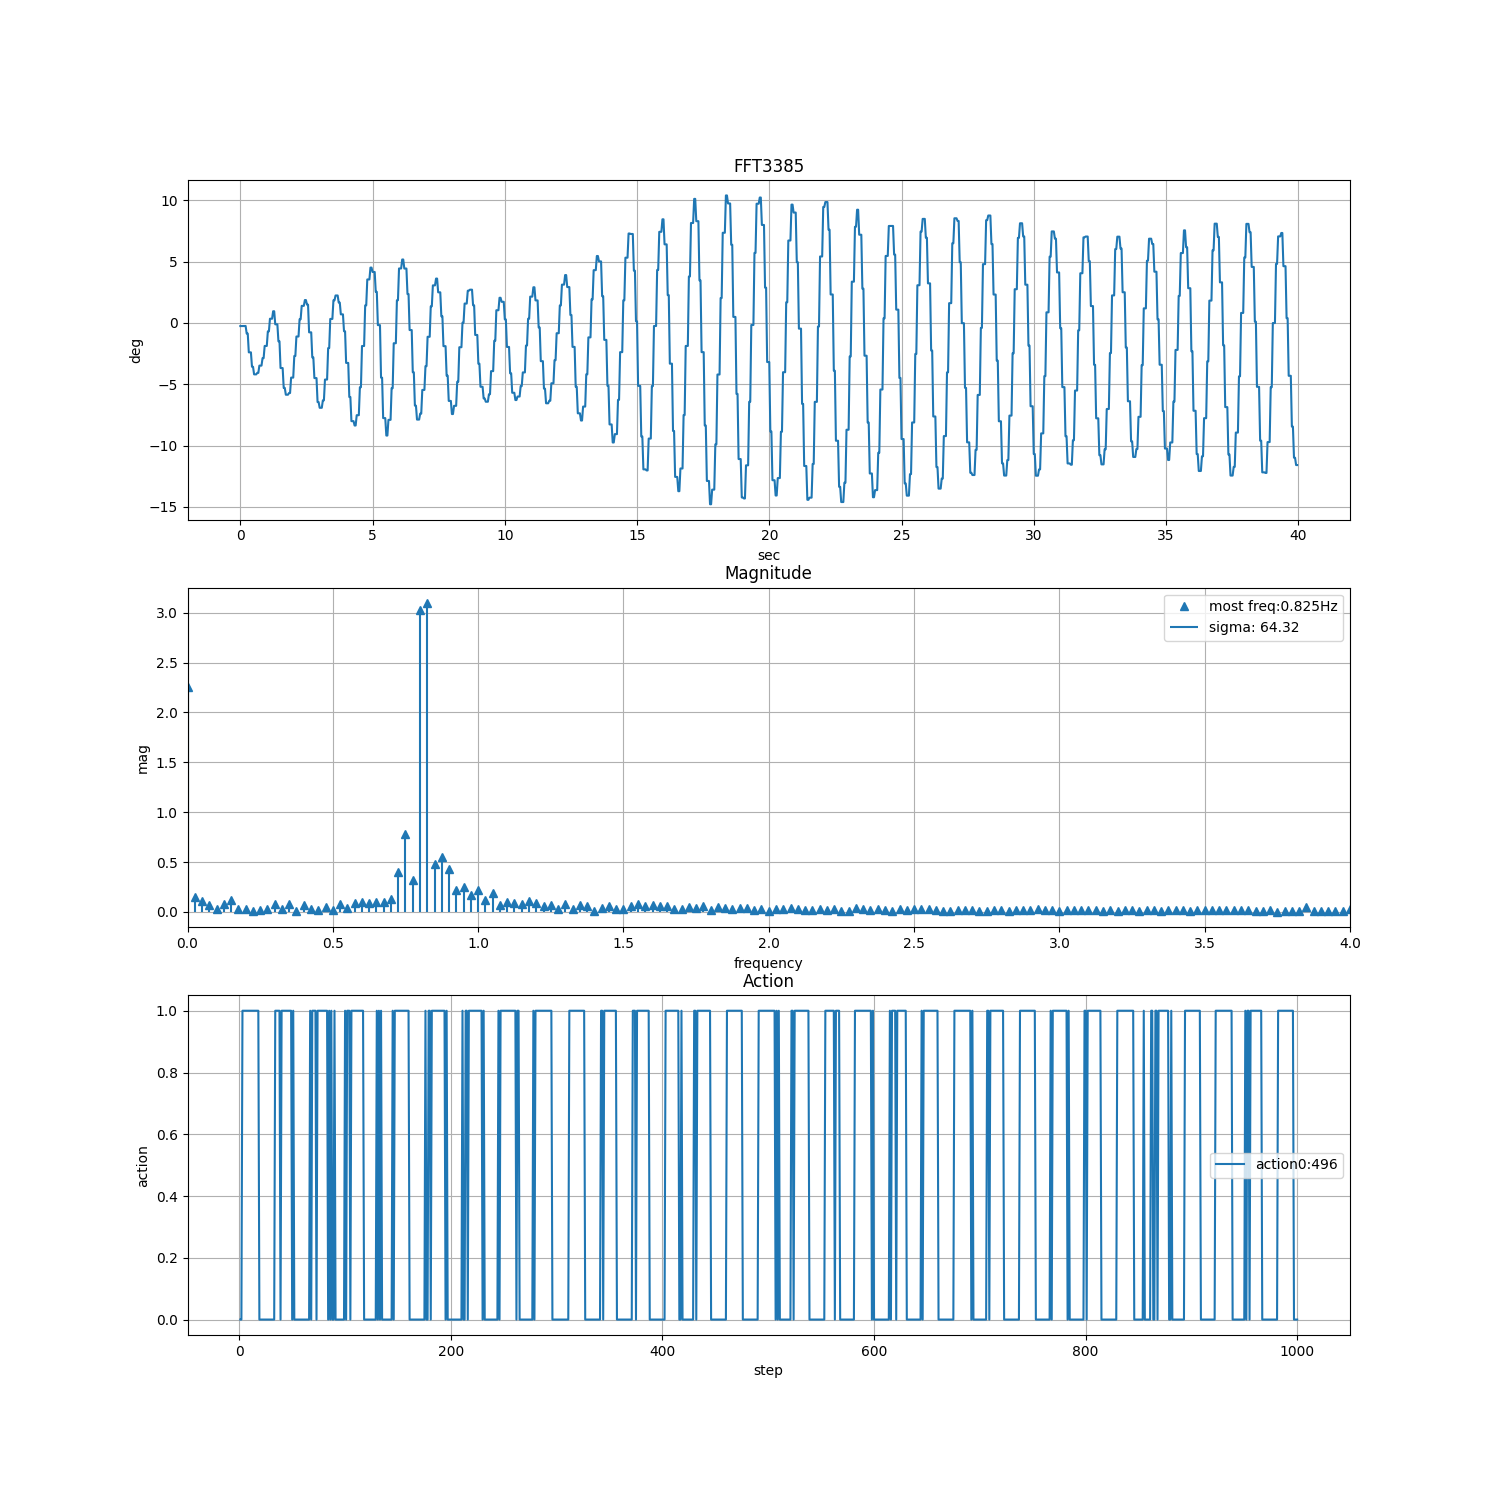 FFT3385
10
5
0
−5
−10
−15
deg
0 5 10 15 20 25 30 35 40
sec
Magnitude
most freq:0.825Hz
sigma: 64.32
3.0
2.5
2.0
1.5
1.0
0.5
0.0
mag
0.0 0.5 1.0 1.5 2.0 2.5 3.0 3.5 4.0
frequency
Action
1.0
0.8
0.6
0.4
0.2
0.0
action
action0:496
0 200 400 600 800 1000
step